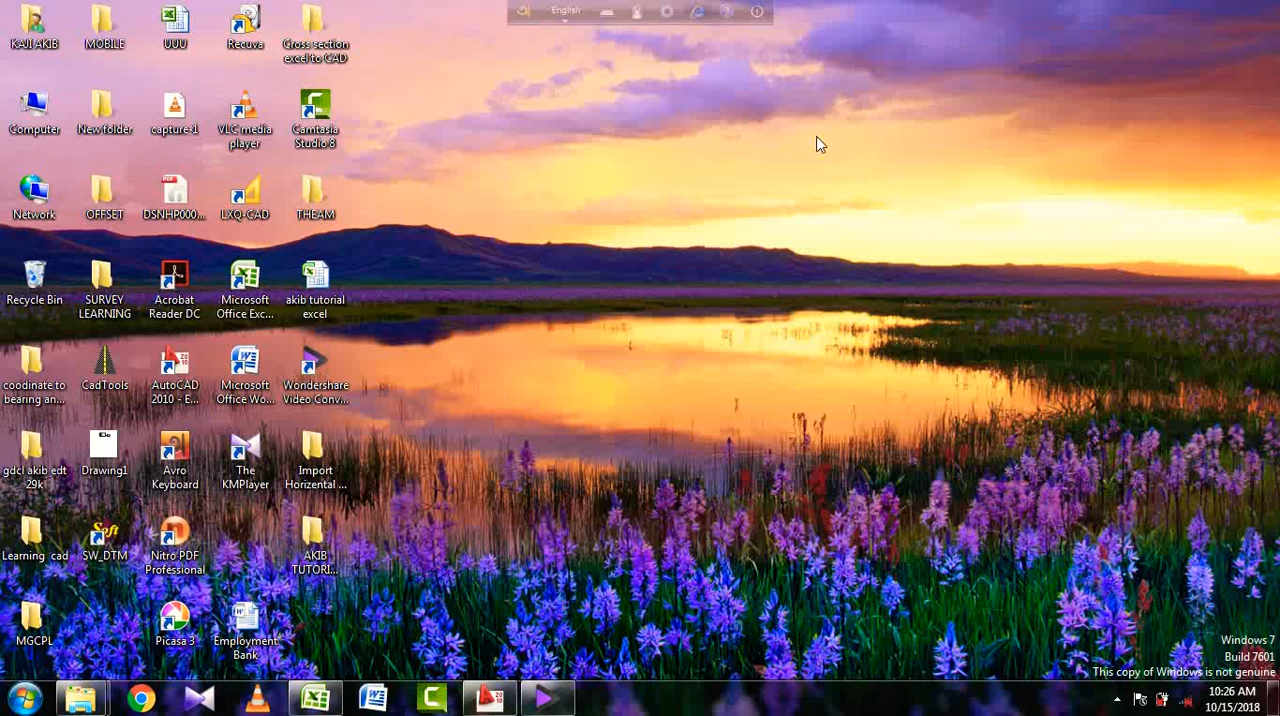 English
KAJI AKIB
MOBILE
UUU
Recuva
Cross section
excel to CAD
Computer
New folder
capture-1
VLC media
player
Camtasia
Studio 8
Network
OFFSET
PDF
DSNHP000...
LXQ-CAD
THEAM
Recycle Bin
SURVEY
LEARNING
Acrobat
Reader DC
Microsoft
Office Exc...
akib tutorial
excel
coodinate to
bearing an...
CadTools
AutoCAD
2010 - E...
Microsoft
Office Wo...
Wondershare
Video Conv...
gdcl akib edt
29k
Drawing1
Avro
Keyboard
The
KMPlayer
Import
Horizental ...
Learning cad
Soft
SW_DTM
Nitro PDF
Professional
AKIB
TUTORI...
MGCPL
Picasa 3
Employment
Bank
Windows 7
Build 7601
This copy of Windows is not genuine
10:26 AM
10/15/2018